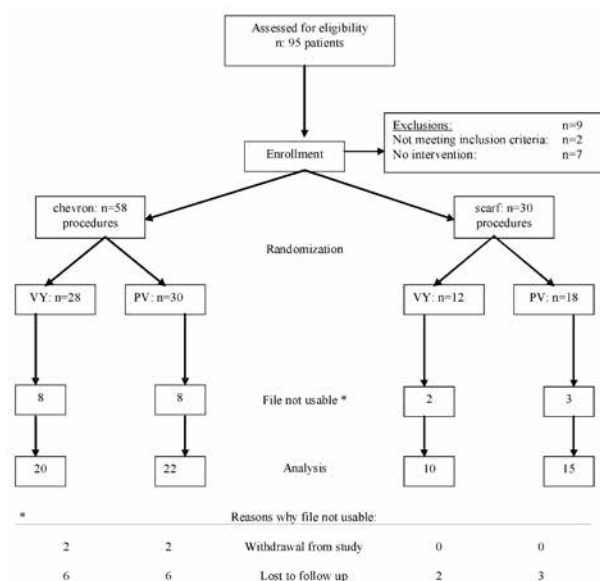 Assessed for eligibility
n: 95 patients
Exclusions: n=9
Not meeting inclusion criteria: n=2
No intervention: n=7
Enrollment
chevron: n=58
procedures
scarf: n=30
procedures
Randomization
VY: n=28 PV: n=30 VY: n=12 PV: n=18
8 8 File not usable * 2 3
20 22 Analysis 10 15
* Reasons why file not usable:
2 2 Withdrawal from study 0 0
6 6 Lost to follow up 2 3